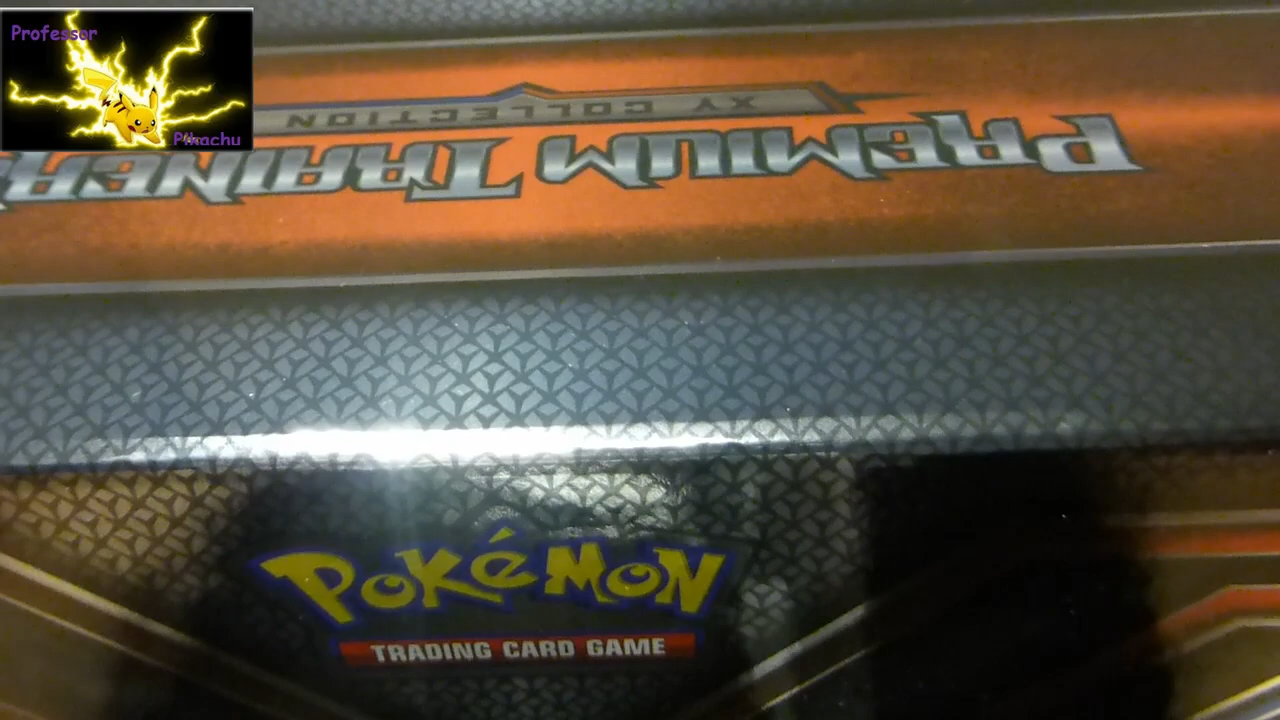 Professor
Pikachu
XY COLLECTION
PREMIUM TRAINER
POKéMON
TRADING CARD GAME